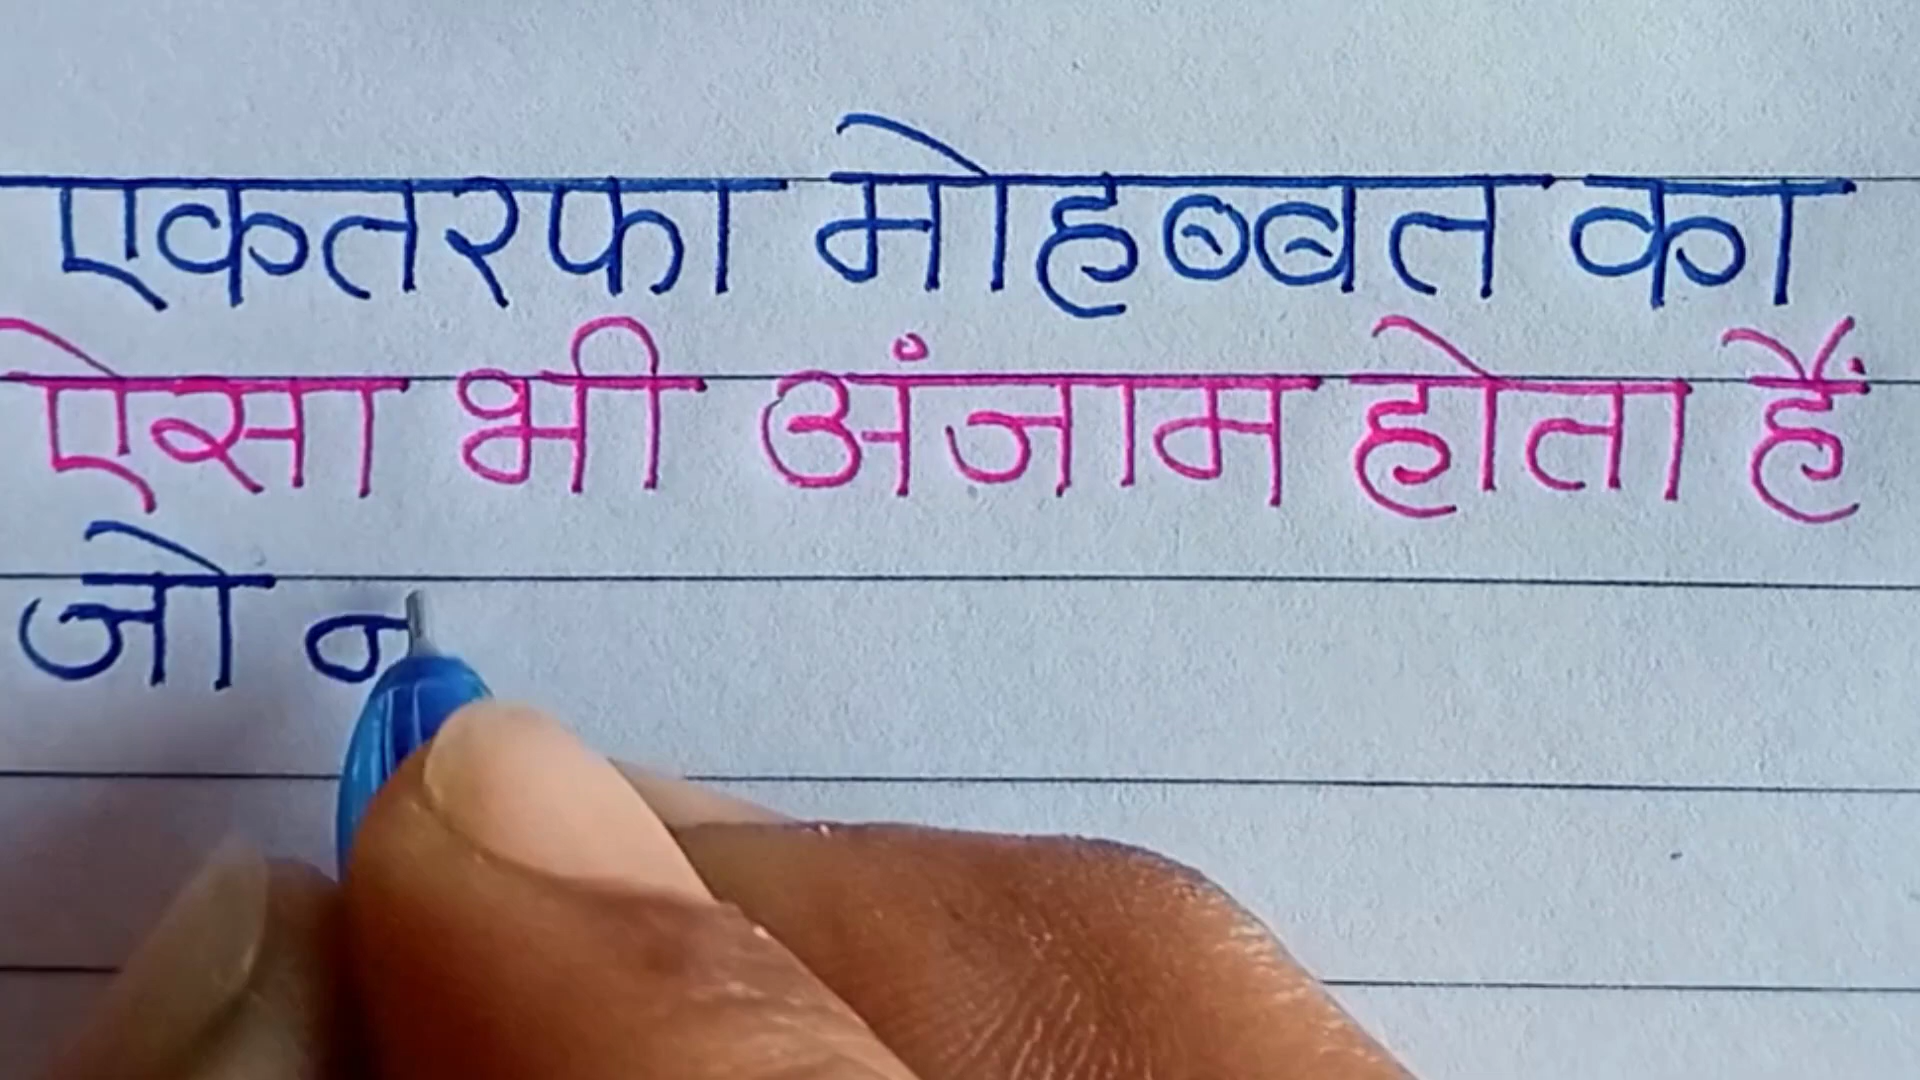 एकतरफा मोहब्बत का
ऐसा भी अंजाम होता हैं
जो